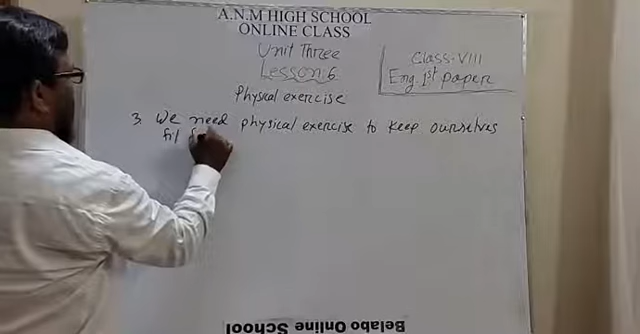 A.N.M HIGH SCHOOL
ONLINE CLASS
Unit Three
Lesson: 6
Class: VIII
Eng. 1st paper
Physical exercise
3. We need physical exercise to keep ourselves
fit
Belabo Online School